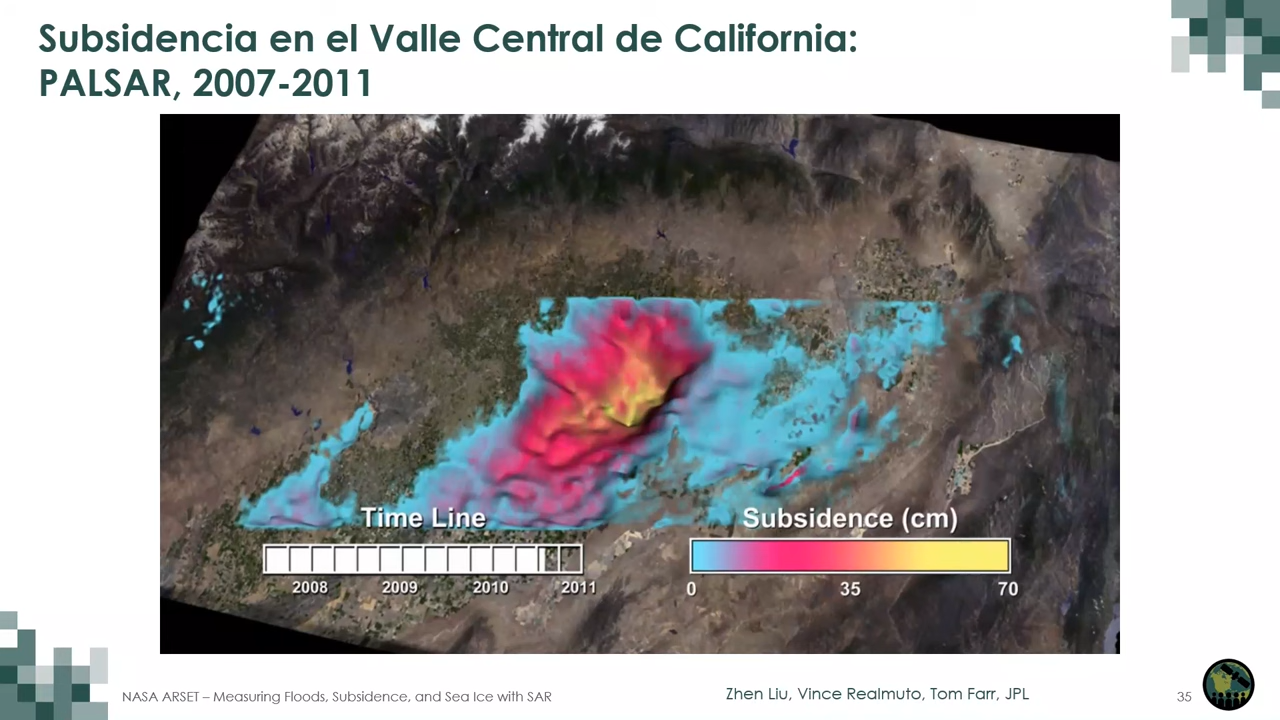 Subsidencia en el Valle Central de California:
PALSAR, 2007-2011
Time Line
2008 2009 2010 2011
Subsidence (cm)
0 35 70
NASA ARSET – Measuring Floods, Subsidence, and Sea Ice with SAR
Zhen Liu, Vince Realmuto, Tom Farr, JPL
35